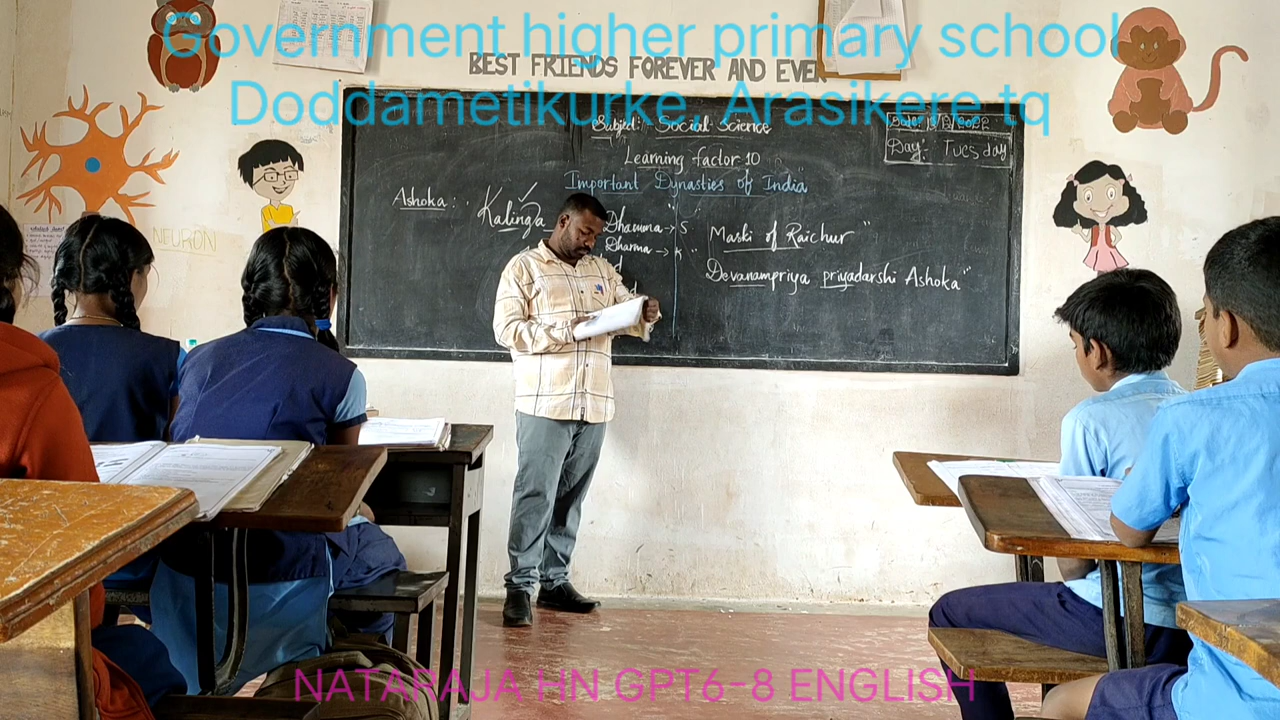 Government higher primary school
Doddametikurke, Arasikere tq
BEST FRIENDS FOREVER AND EVER
Subject:- Social Science
Day: Tuesday
Learning factor 10
Important Dynasties of India
Ashoka :
Kalinga
Dhamma → S
Dharma → K
"Maski of Raichur"
Devanampriya priyadarshi Ashoka"
NEURON
NATARAJA HN GPT6-8 ENGLISH